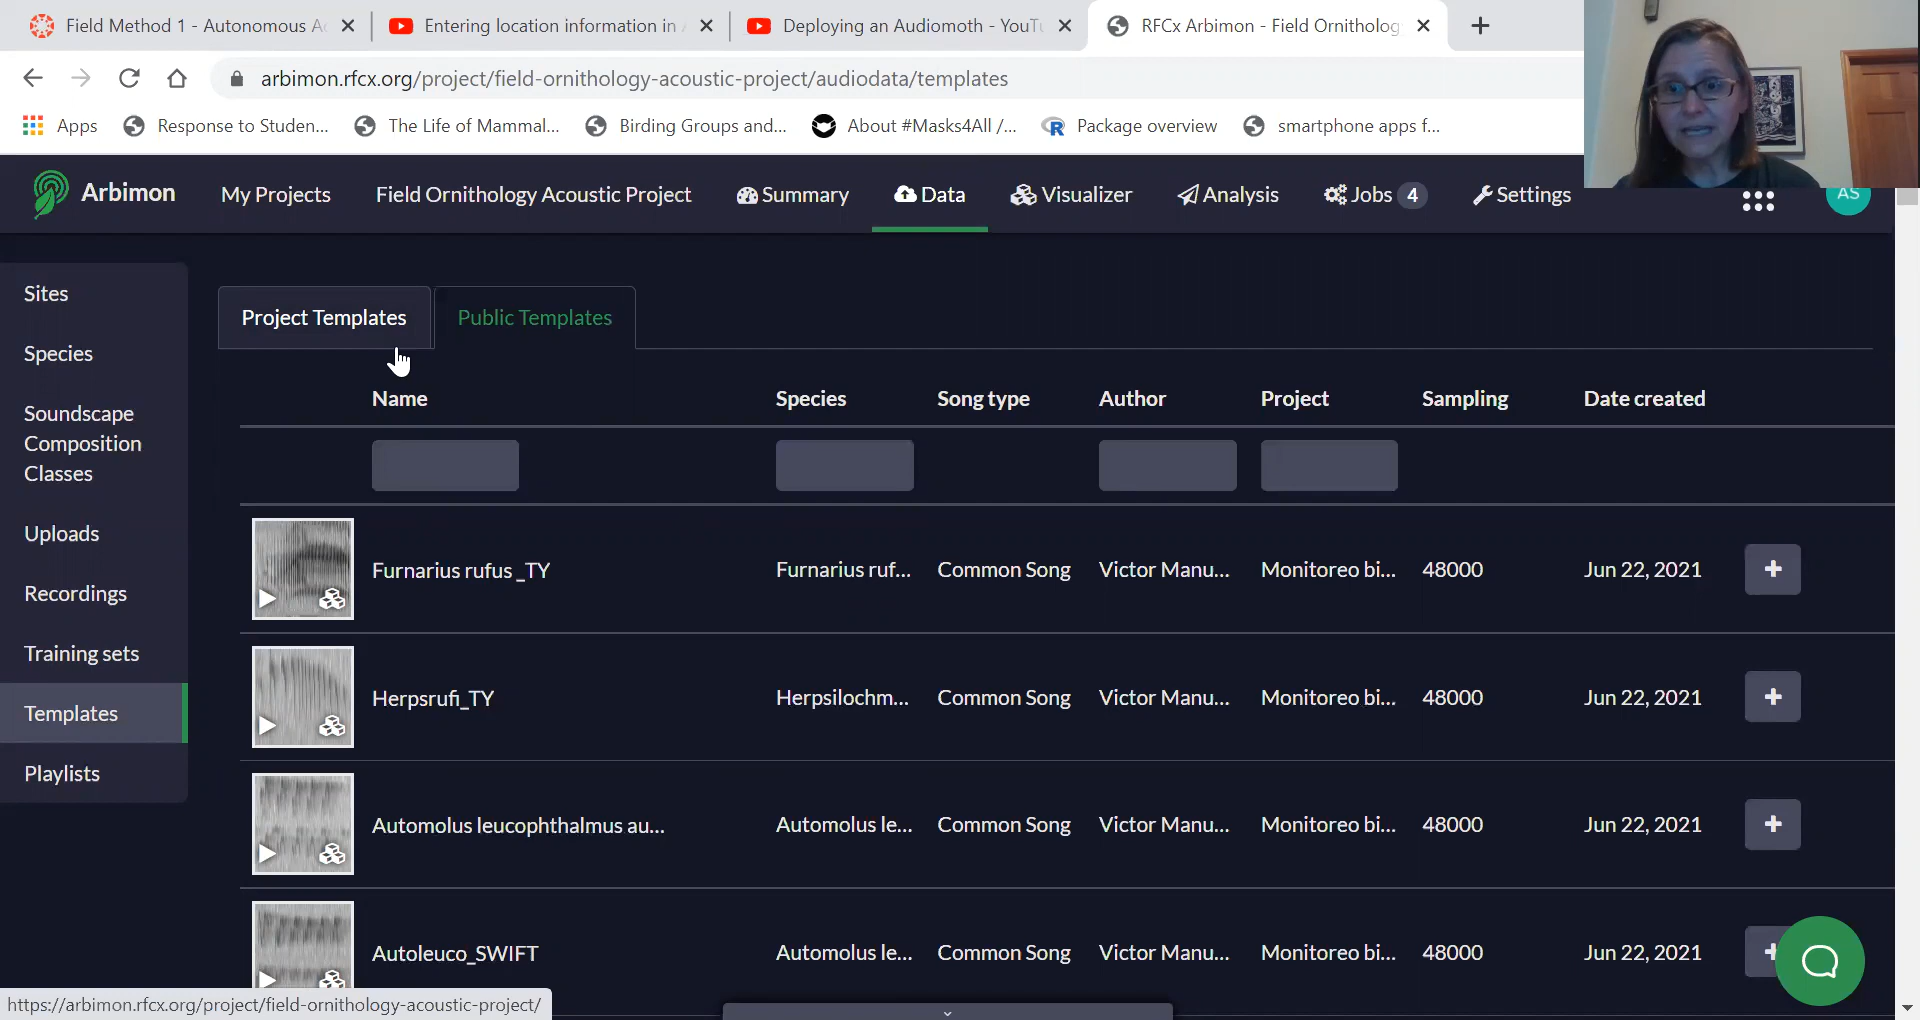 Field Method 1 - Autonomous A
Entering location information in
Deploying an Audiomoth - YouTu
RFCx Arbimon - Field Ornitholog
arbimon.rfcx.org/project/field-ornithology-acoustic-project/audiodata/templates
Apps
Response to Studen...
The Life of Mammal...
Birding Groups and...
About #Masks4All /...
Package overview
smartphone apps f...
Arbimon
My Projects
Field Ornithology Acoustic Project
Summary
Data
Visualizer
Analysis
Jobs 4
Settings
AS
Sites
Species
Soundscape
Composition
Classes
Uploads
Recordings
Training sets
Templates
Playlists
Project Templates
Public Templates
Name Species Song type Author Project Sampling Date created
Furnarius rufus _TY Furnarius ruf... Common Song Victor Manu... Monitoreo bi... 48000 Jun 22, 2021
Herpsrufi_TY Herpsilochm... Common Song Victor Manu... Monitoreo bi... 48000 Jun 22, 2021
Automolus leucophthalmus au... Automolus le... Common Song Victor Manu... Monitoreo bi... 48000 Jun 22, 2021
Autoleuco_SWIFT Automolus le... Common Song Victor Manu... Monitoreo bi... 48000 Jun 22, 2021
https://arbimon.rfcx.org/project/field-ornithology-acoustic-project/